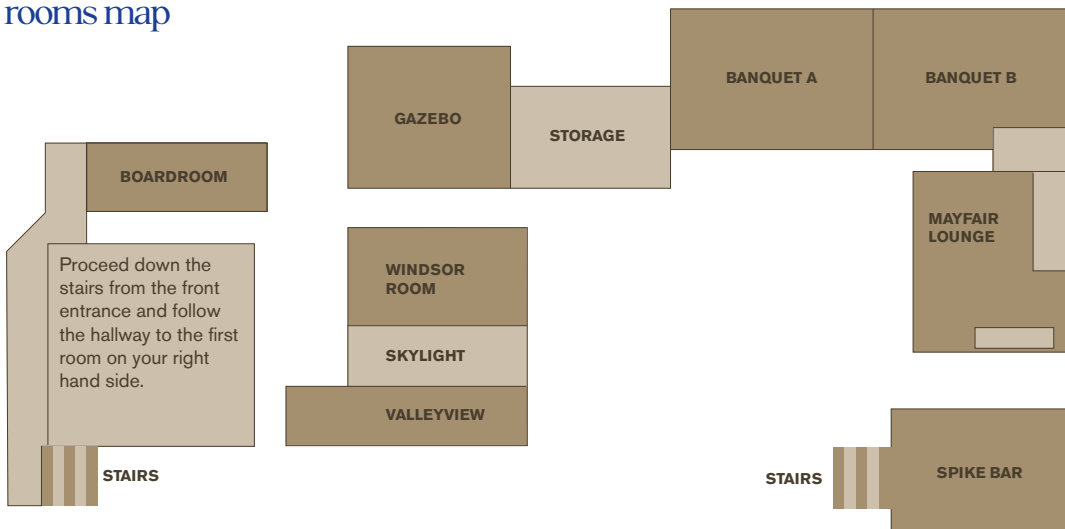 rooms map
BANQUET A
BANQUET B
GAZEBO
STORAGE
BOARDROOM
MAYFAIR
LOUNGE
Proceed down the
stairs from the front
entrance and follow
the hallway to the first
room on your right
hand side.
WINDSOR
ROOM
SKYLIGHT
VALLEYVIEW
STAIRS
STAIRS
SPIKE BAR